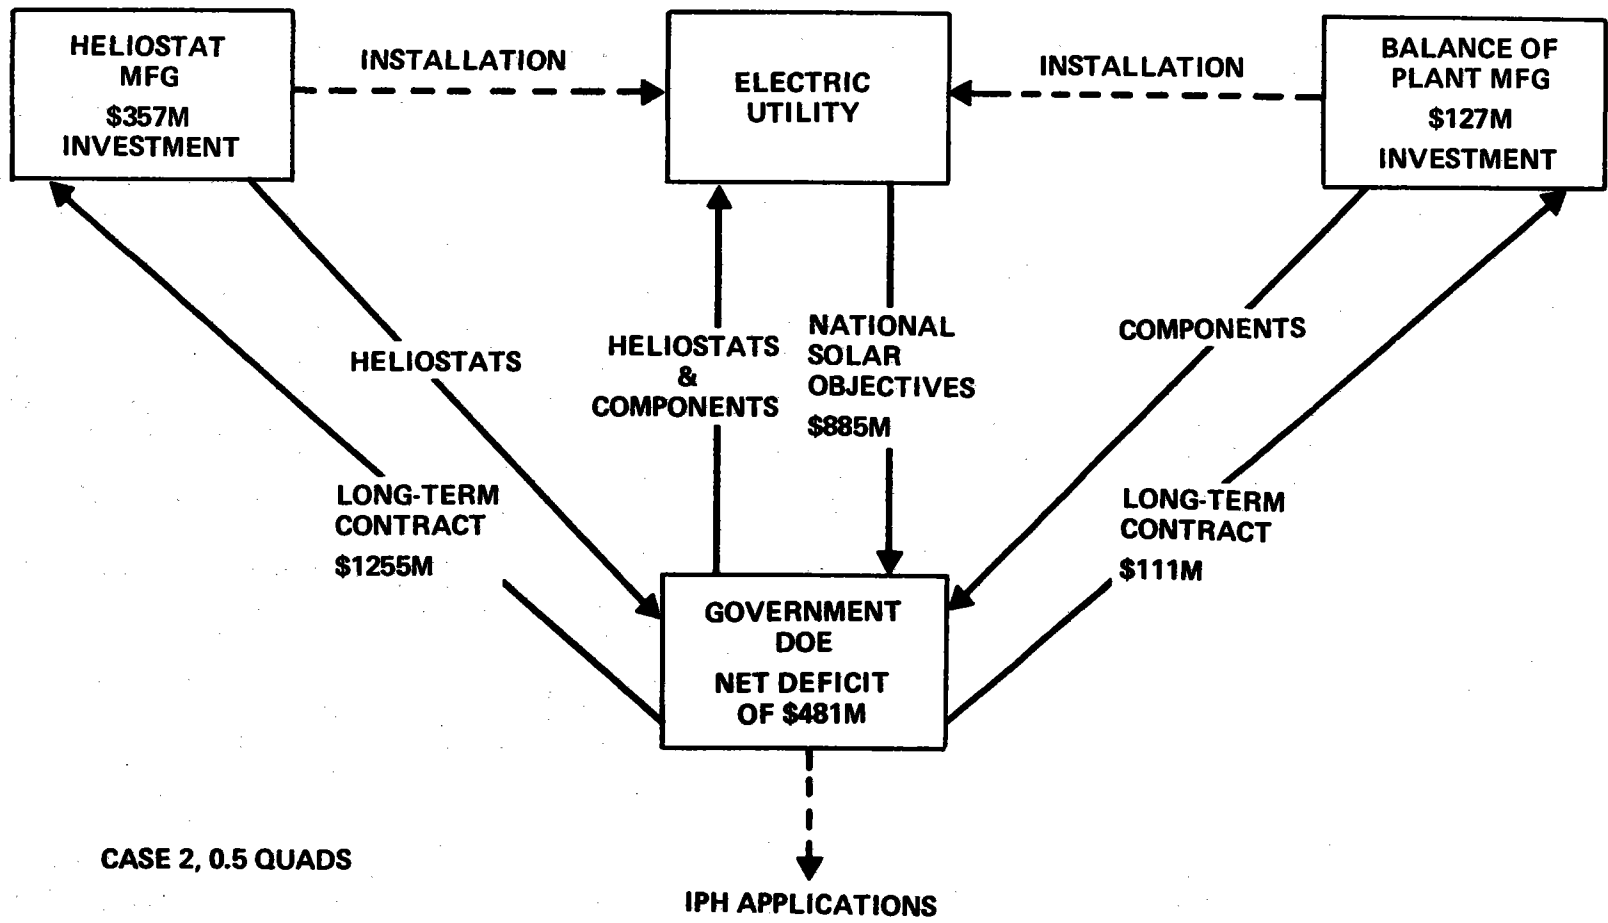 HELIOSTAT
MFG
$357M
INVESTMENT
INSTALLATION
ELECTRIC
UTILITY
INSTALLATION
BALANCE OF
PLANT MFG
$127M
INVESTMENT
HELIOSTATS
HELIOSTATS
&
COMPONENTS
NATIONAL
SOLAR
OBJECTIVES
$885M
COMPONENTS
LONG-TERM
CONTRACT
$1255M
LONG-TERM
CONTRACT
$111M
GOVERNMENT
DOE
NET DEFICIT
OF $481M
CASE 2, 0.5 QUADS
IPH APPLICATIONS